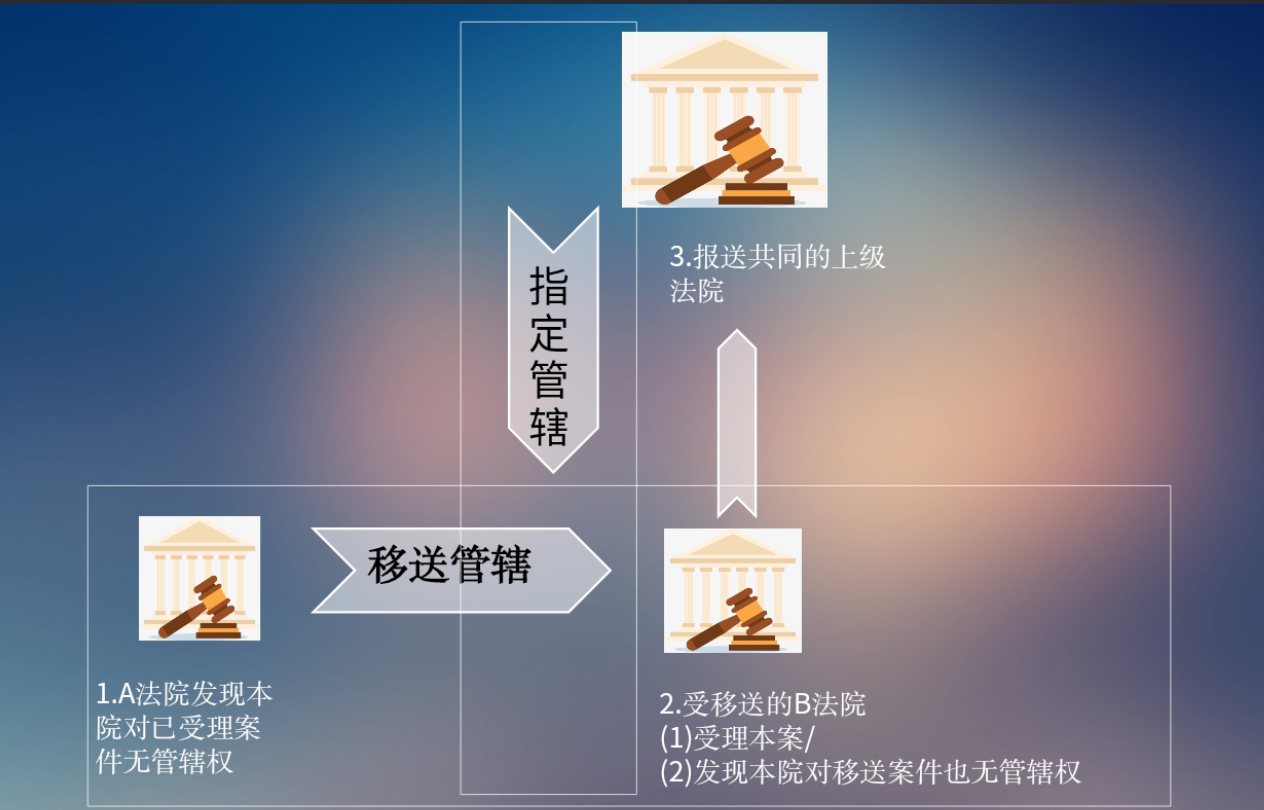 3.报送共同的上级
法院
指
定
管
辖
移送管辖
1.A法院发现本
院对已受理案
件无管辖权
2.受移送的B法院
(1)受理本案/
(2)发现本院对移送案件也无管辖权